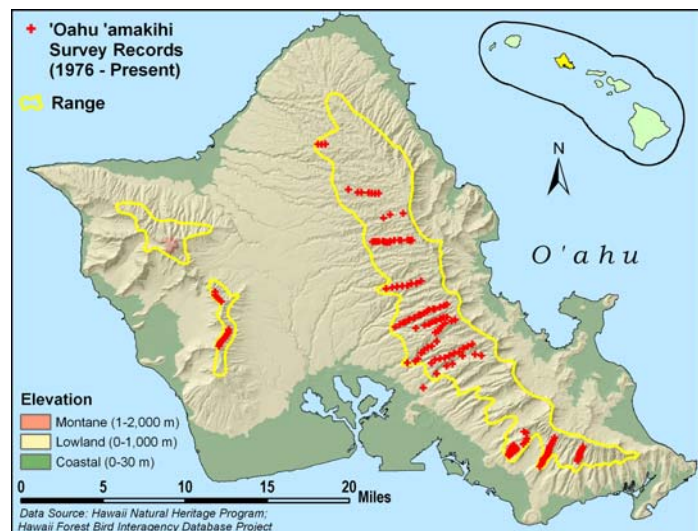 'Oahu 'amakihi
Survey Records
(1976 - Present)
Range
N
O'ahu
Elevation
Montane (1-2,000 m)
Lowland (0-1,000 m)
Coastal (0-30 m)
0 5 10 20
Miles
Data Source: Hawaii Natural Heritage Program;
Hawaii Forest Bird Interagency Database Project